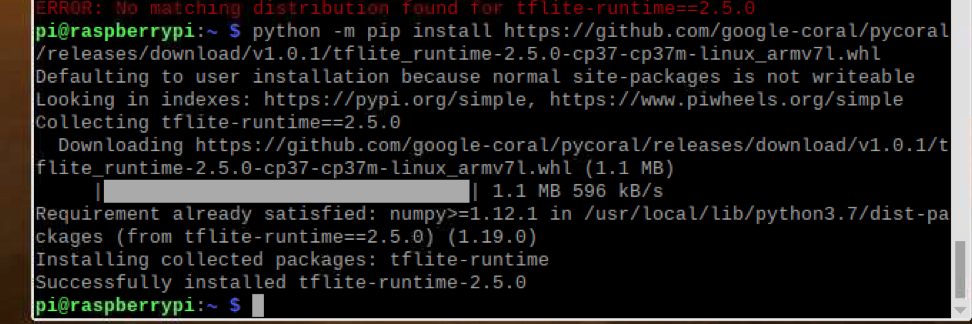 ERROR: No matching distribution found for tflite-runtime==2.5.0
pi@raspberrypi:~ $ python -m pip install https://github.com/google-coral/pycoral
/releases/download/v1.0.1/tflite_runtime-2.5.0-cp37-cp37m-linux_armv7l.whl
Defaulting to user installation because normal site-packages is not writeable
Looking in indexes: https://pypi.org/simple, https://www.piwheels.org/simple
Collecting tflite-runtime==2.5.0
  Downloading https://github.com/google-coral/pycoral/releases/download/v1.0.1/t
flite_runtime-2.5.0-cp37-cp37m-linux_armv7l.whl (1.1 MB)
| | 1.1 MB 596 kB/s
Requirement already satisfied: numpy>=1.12.1 in /usr/local/lib/python3.7/dist-pa
ckages (from tflite-runtime==2.5.0) (1.19.0)
Installing collected packages: tflite-runtime
Successfully installed tflite-runtime-2.5.0
pi@raspberrypi:~ $